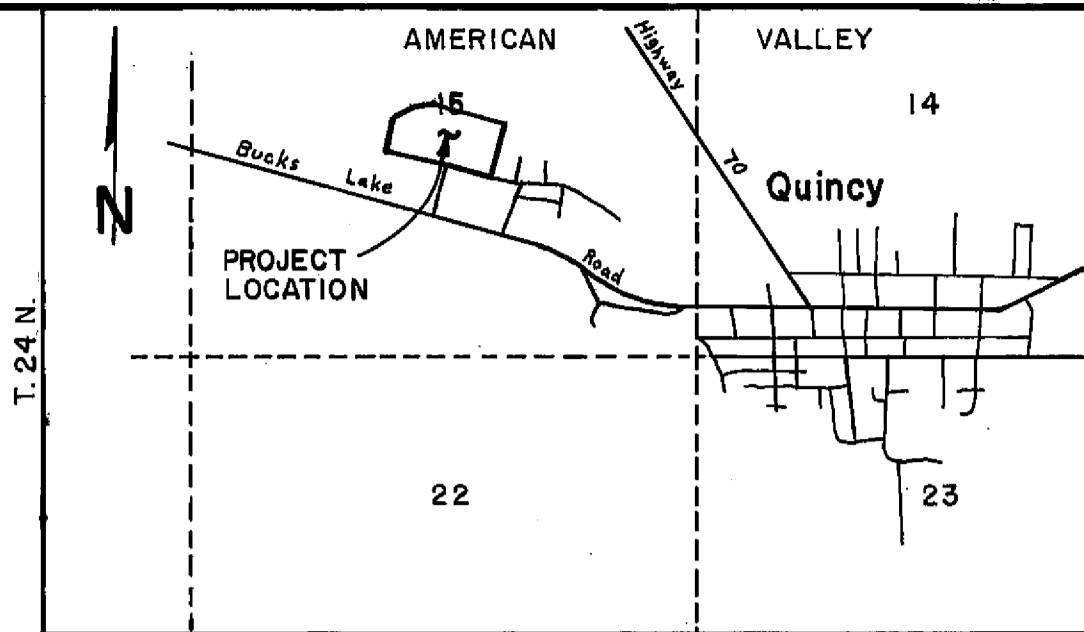 AMERICAN VALLEY
Highway 70
15
14
N
Bucks Lake Road
Quincy
PROJECT
LOCATION
T. 24 N.
22
23